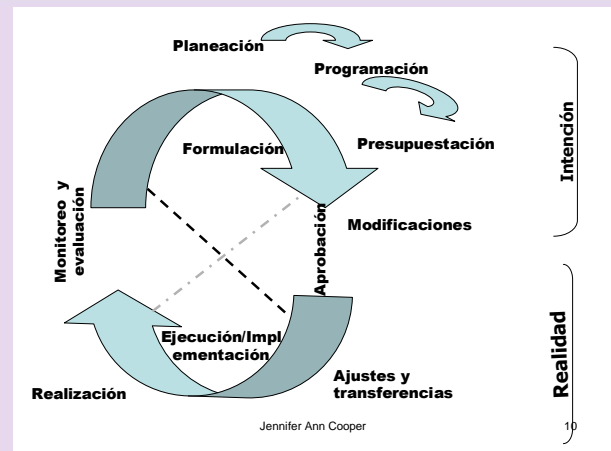 Planeación
Programación
Presupuestación
Intención
Formulación
Monitoreo y
evaluación
Aprobación
Modificaciones
Ejecución/Impl
ementación
Realización
Ajustes y
transferencias
Realidad
Jennifer Ann Cooper
10